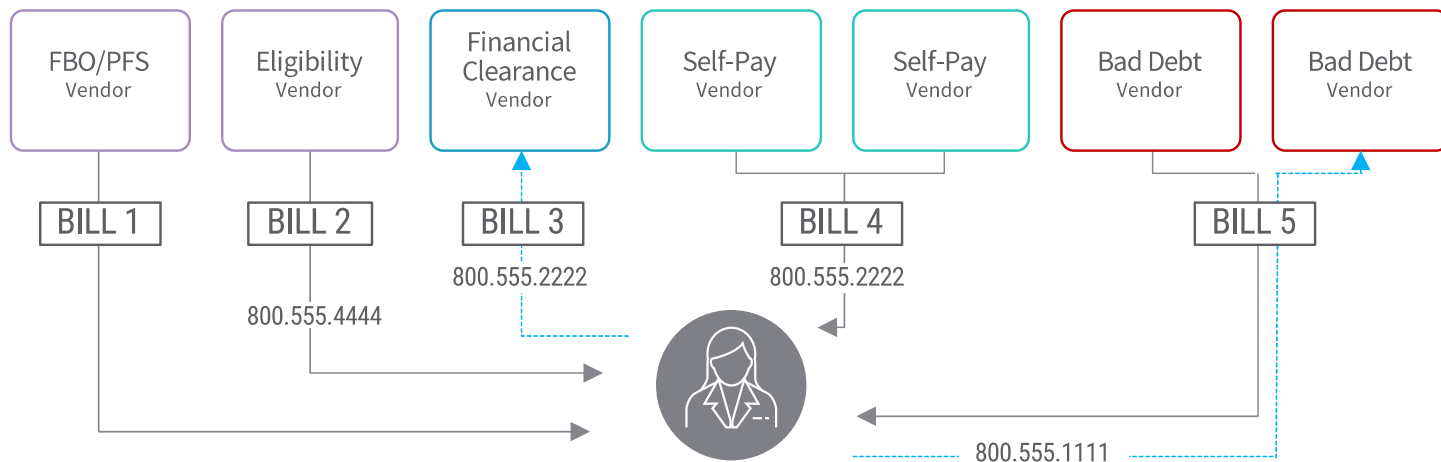 FBO/PFS
Vendor
Eligibility
Vendor
Financial
Clearance
Vendor
Self-Pay
Vendor
Self-Pay
Vendor
Bad Debt
Vendor
Bad Debt
Vendor
BILL 1
BILL 2
BILL 3
BILL 4
BILL 5
800.555.2222
800.555.2222
800.555.4444
800.555.1111